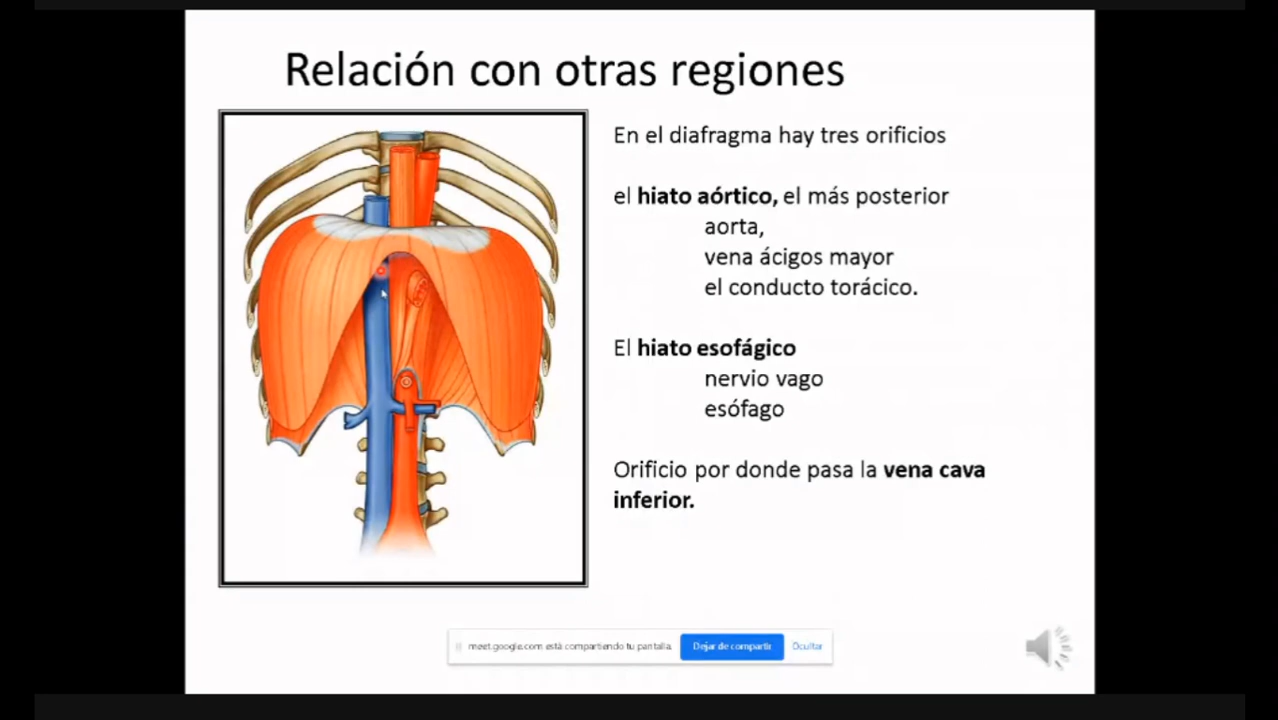 Relación con otras regiones
En el diafragma hay tres orificios
el hiato aórtico, el más posterior
aorta,
vena ácigos mayor
el conducto torácico.
El hiato esofágico
nervio vago
esófago
Orificio por donde pasa la vena cava
inferior.
meet.google.com está compartiendo tu pantalla. Dejar de compartir Ocultar